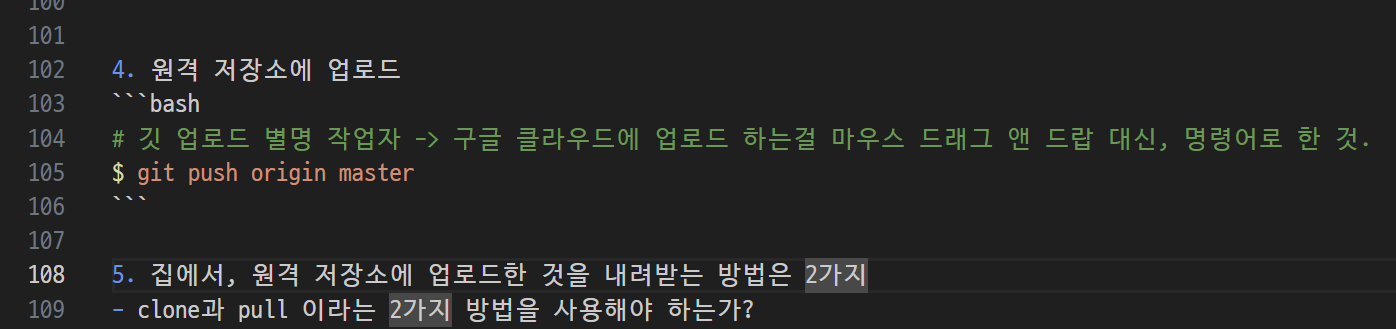 100
101
102 4. 원격 저장소에 업로드
103 ```bash
104 # 깃 업로드 별명 작업자 -> 구글 클라우드에 업로드 하는걸 마우스 드래그 앤 드랍 대신, 명령어로 한 것.
105 $ git push origin master
106 ```
107
108 5. 집에서, 원격 저장소에 업로드한 것을 내려받는 방법은 2가지
109 - clone과 pull 이라는 2가지 방법을 사용해야 하는가?